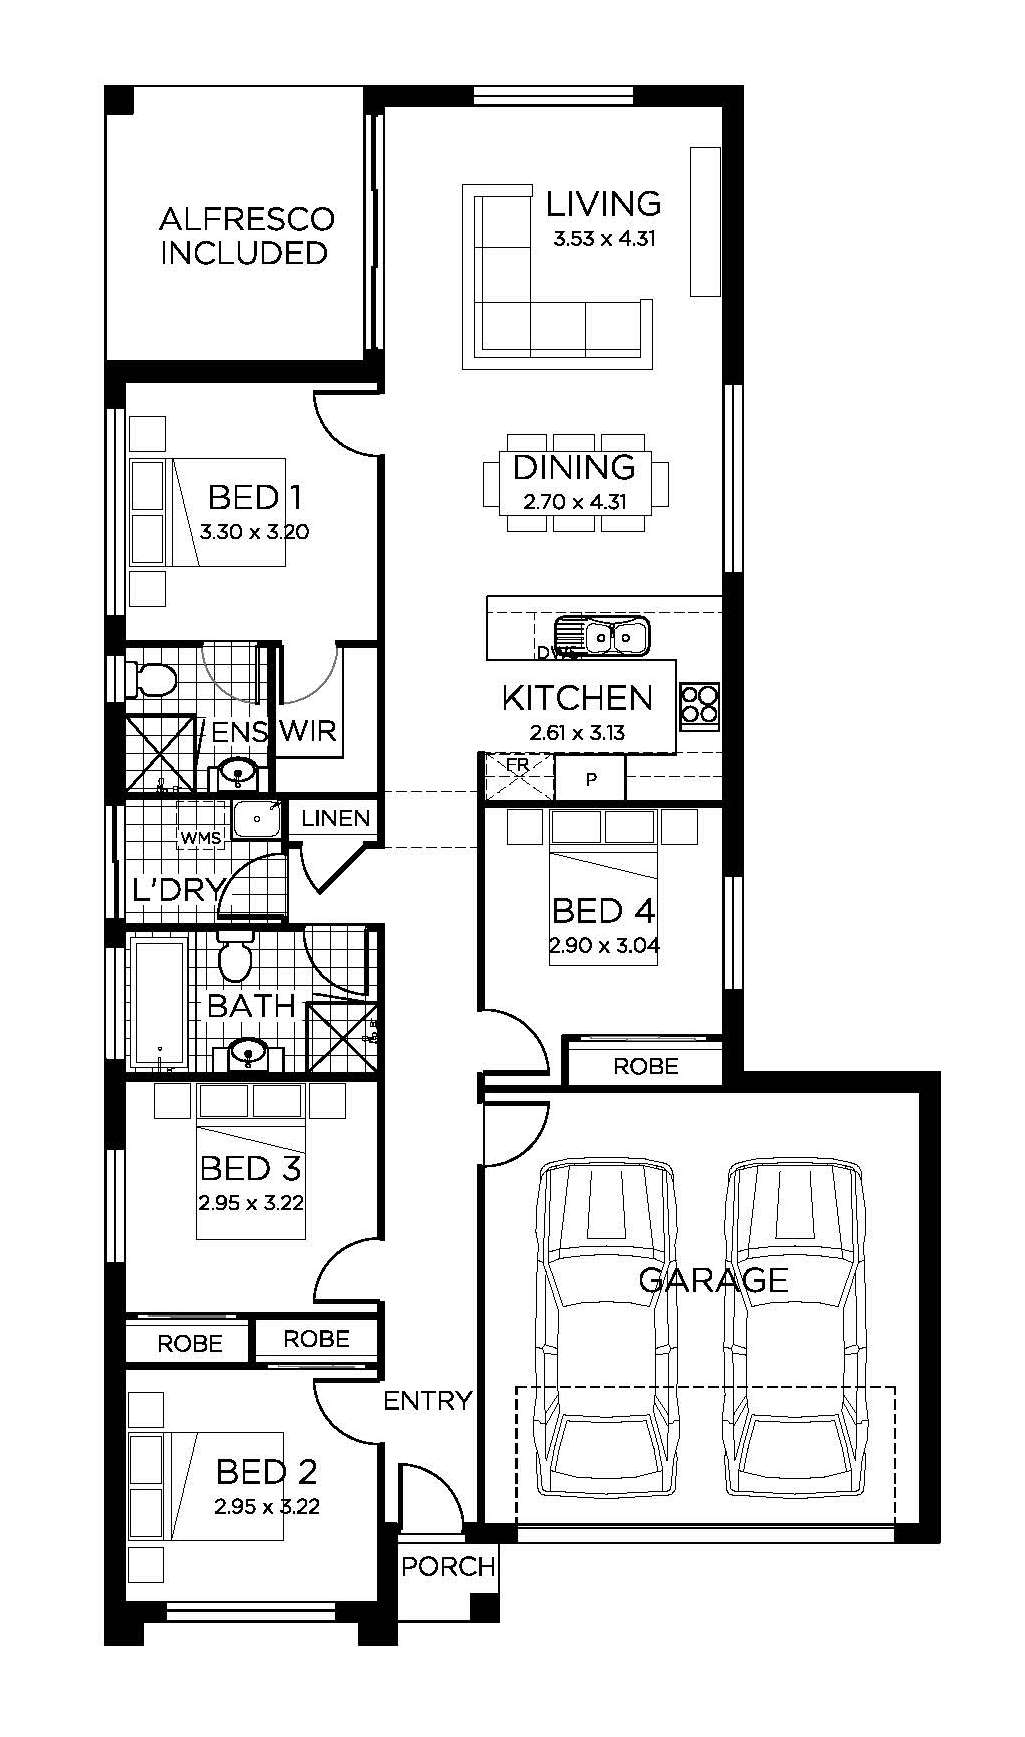 ALFRESCO
INCLUDED
LIVING
3.53 x 4.31
DINING
2.70 x 4.31
BED 1
3.30 x 3.20
DWS
KITCHEN
2.61 x 3.13
ENS
WIR
FR
P
LINEN
WMS
L'DRY
BED 4
2.90 x 3.04
BATH
ROBE
BED 3
2.95 x 3.22
GARAGE
ROBE
ROBE
ENTRY
BED 2
2.95 x 3.22
PORCH